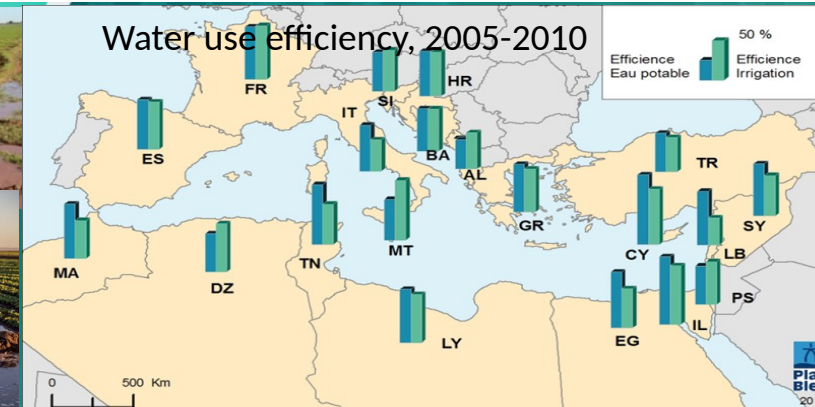 Water use efficiency, 2005-2010
50 %
Efficience
Eau potable
Efficience
Irrigation
FR
SI
HR
IT
ES
BA
AL
TR
GR
SY
MA
DZ
TN
MT
CY
LB
PS
LY
EG
IL
0 500 Km
20